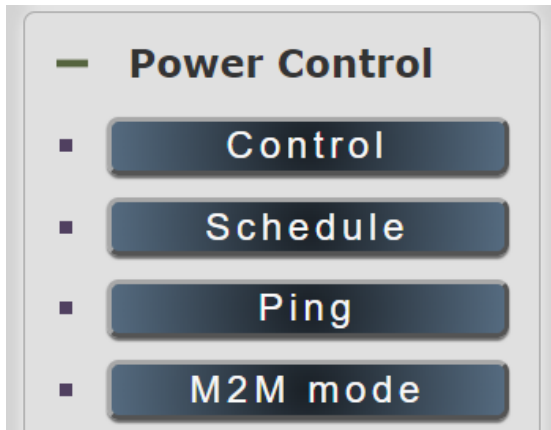 Power Control
Control
Schedule
Ping
M2M mode